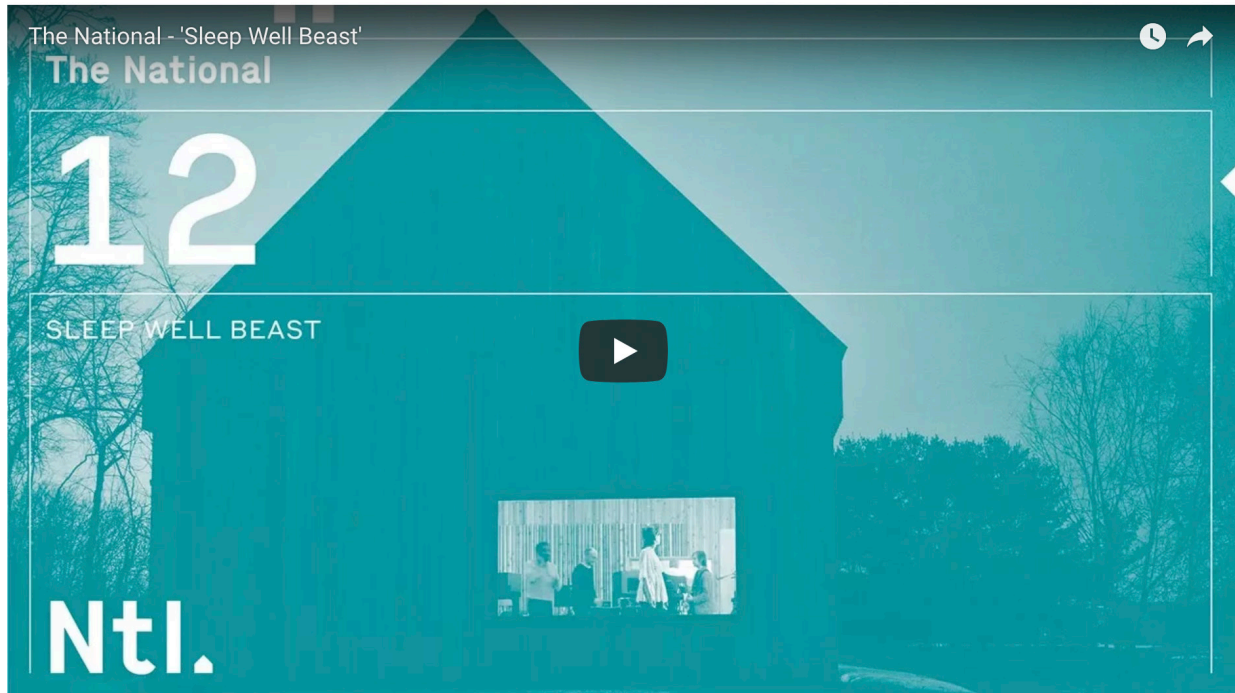 The National - 'Sleep Well Beast'
The National
12
SLEEP WELL BEAST
Ntl.